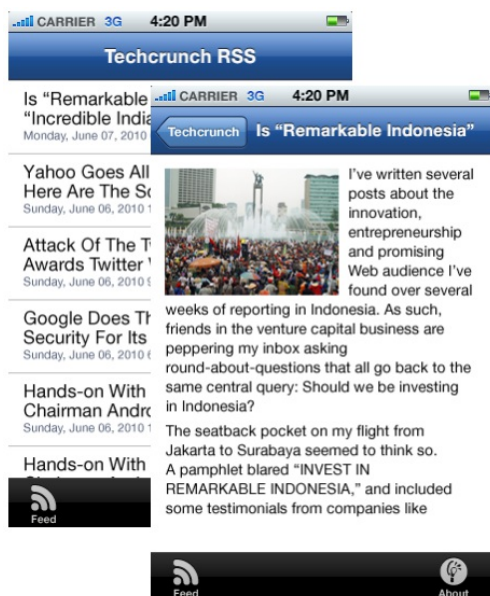 CARRIER 3G 4:20 PM
Techcrunch RSS
Is “Remarkable
“Incredible
Monday, June 07, 2010
Yahoo Goes All
Here Are The
Sunday, June 06, 2010
Attack Of The
Awards Twitter
Sunday, June 06, 2010
Google Does
Security For Its
Sunday, June 06, 2010
Hands-on With
Chairman
Sunday, June 06, 2010
Hands-on With
Feed
CARRIER 3G 4:20 PM
Techcrunch Is “Remarkable Indonesia”
I’ve written several
posts about the
innovation,
entrepreneurship
and promising
Web audience I’ve
found over several
weeks of reporting in Indonesia. As such,
friends in the venture capital business are
peppering my inbox asking
round-about-questions that all go back to the
same central query: Should we be investing
in Indonesia?
The seatback pocket on my flight from
Jakarta to Surabaya seemed to think so.
A pamphlet blared “INVEST IN
REMARKABLE INDONESIA,” and included
some testimonials from companies like
Feed About